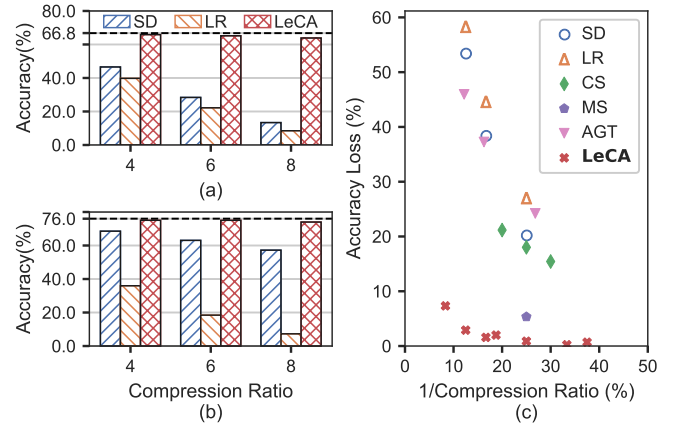 80.0
66.8
40.0
20.0
0.0
Accuracy(%)
SD LR LeCA
4 6 8
(a)
76.0
60.0
40.0
20.0
0.0
Accuracy(%)
4 6 8
Compression Ratio
(b)
60
50
40
30
20
10
0
Accuracy Loss (%)
SD
LR
CS
MS
AGT
LeCA
0 10 20 30 40 50
1/Compression Ratio (%)
(c)